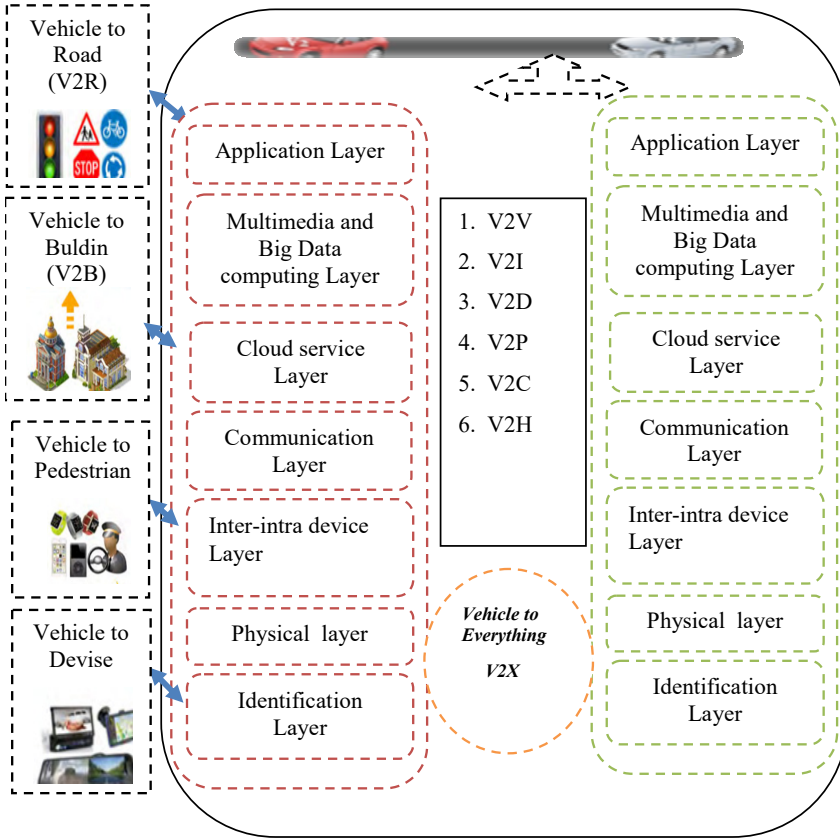 Vehicle to
Road
(V2R)
STOP
Vehicle to
Buldin
(V2B)
Vehicle to
Pedestrian
Vehicle to
Devise
Application Layer
Multimedia and
Big Data
computing Layer
Cloud service
Layer
Communication
Layer
Inter-intra device
Layer
Physical layer
Identification
Layer
1. V2V
2. V2I
3. V2D
4. V2P
5. V2C
6. V2H
Vehicle to
Everything
V2X
Application Layer
Multimedia and
Big Data
computing Layer
Cloud service
Layer
Communication
Layer
Inter-intra device
Layer
Physical layer
Identification
Layer